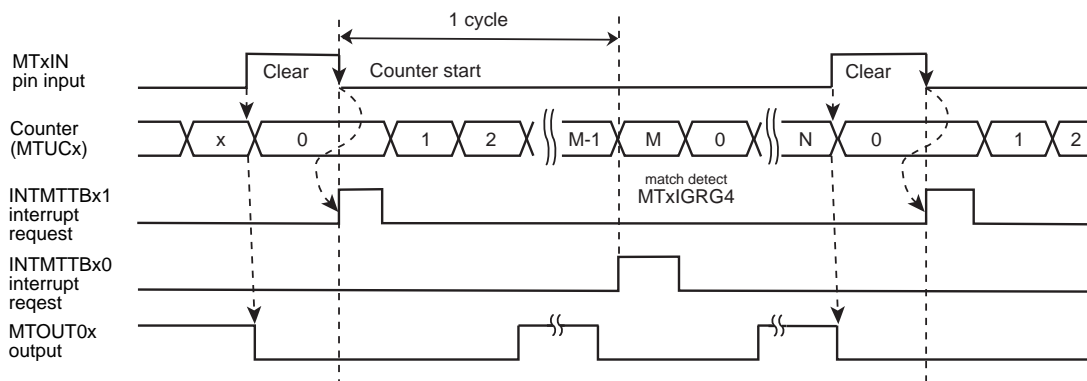 1 cycle
MTxIN
pin input
Clear
Counter start
Clear
Counter
(MTUCx)
x
0
1
2
M-1
M
0
N
0
1
2
match detect
MTxIGRG4
INTMTTBx1
interrupt
request
INTMTTBx0
interrupt
reqest
MTOUT0x
output